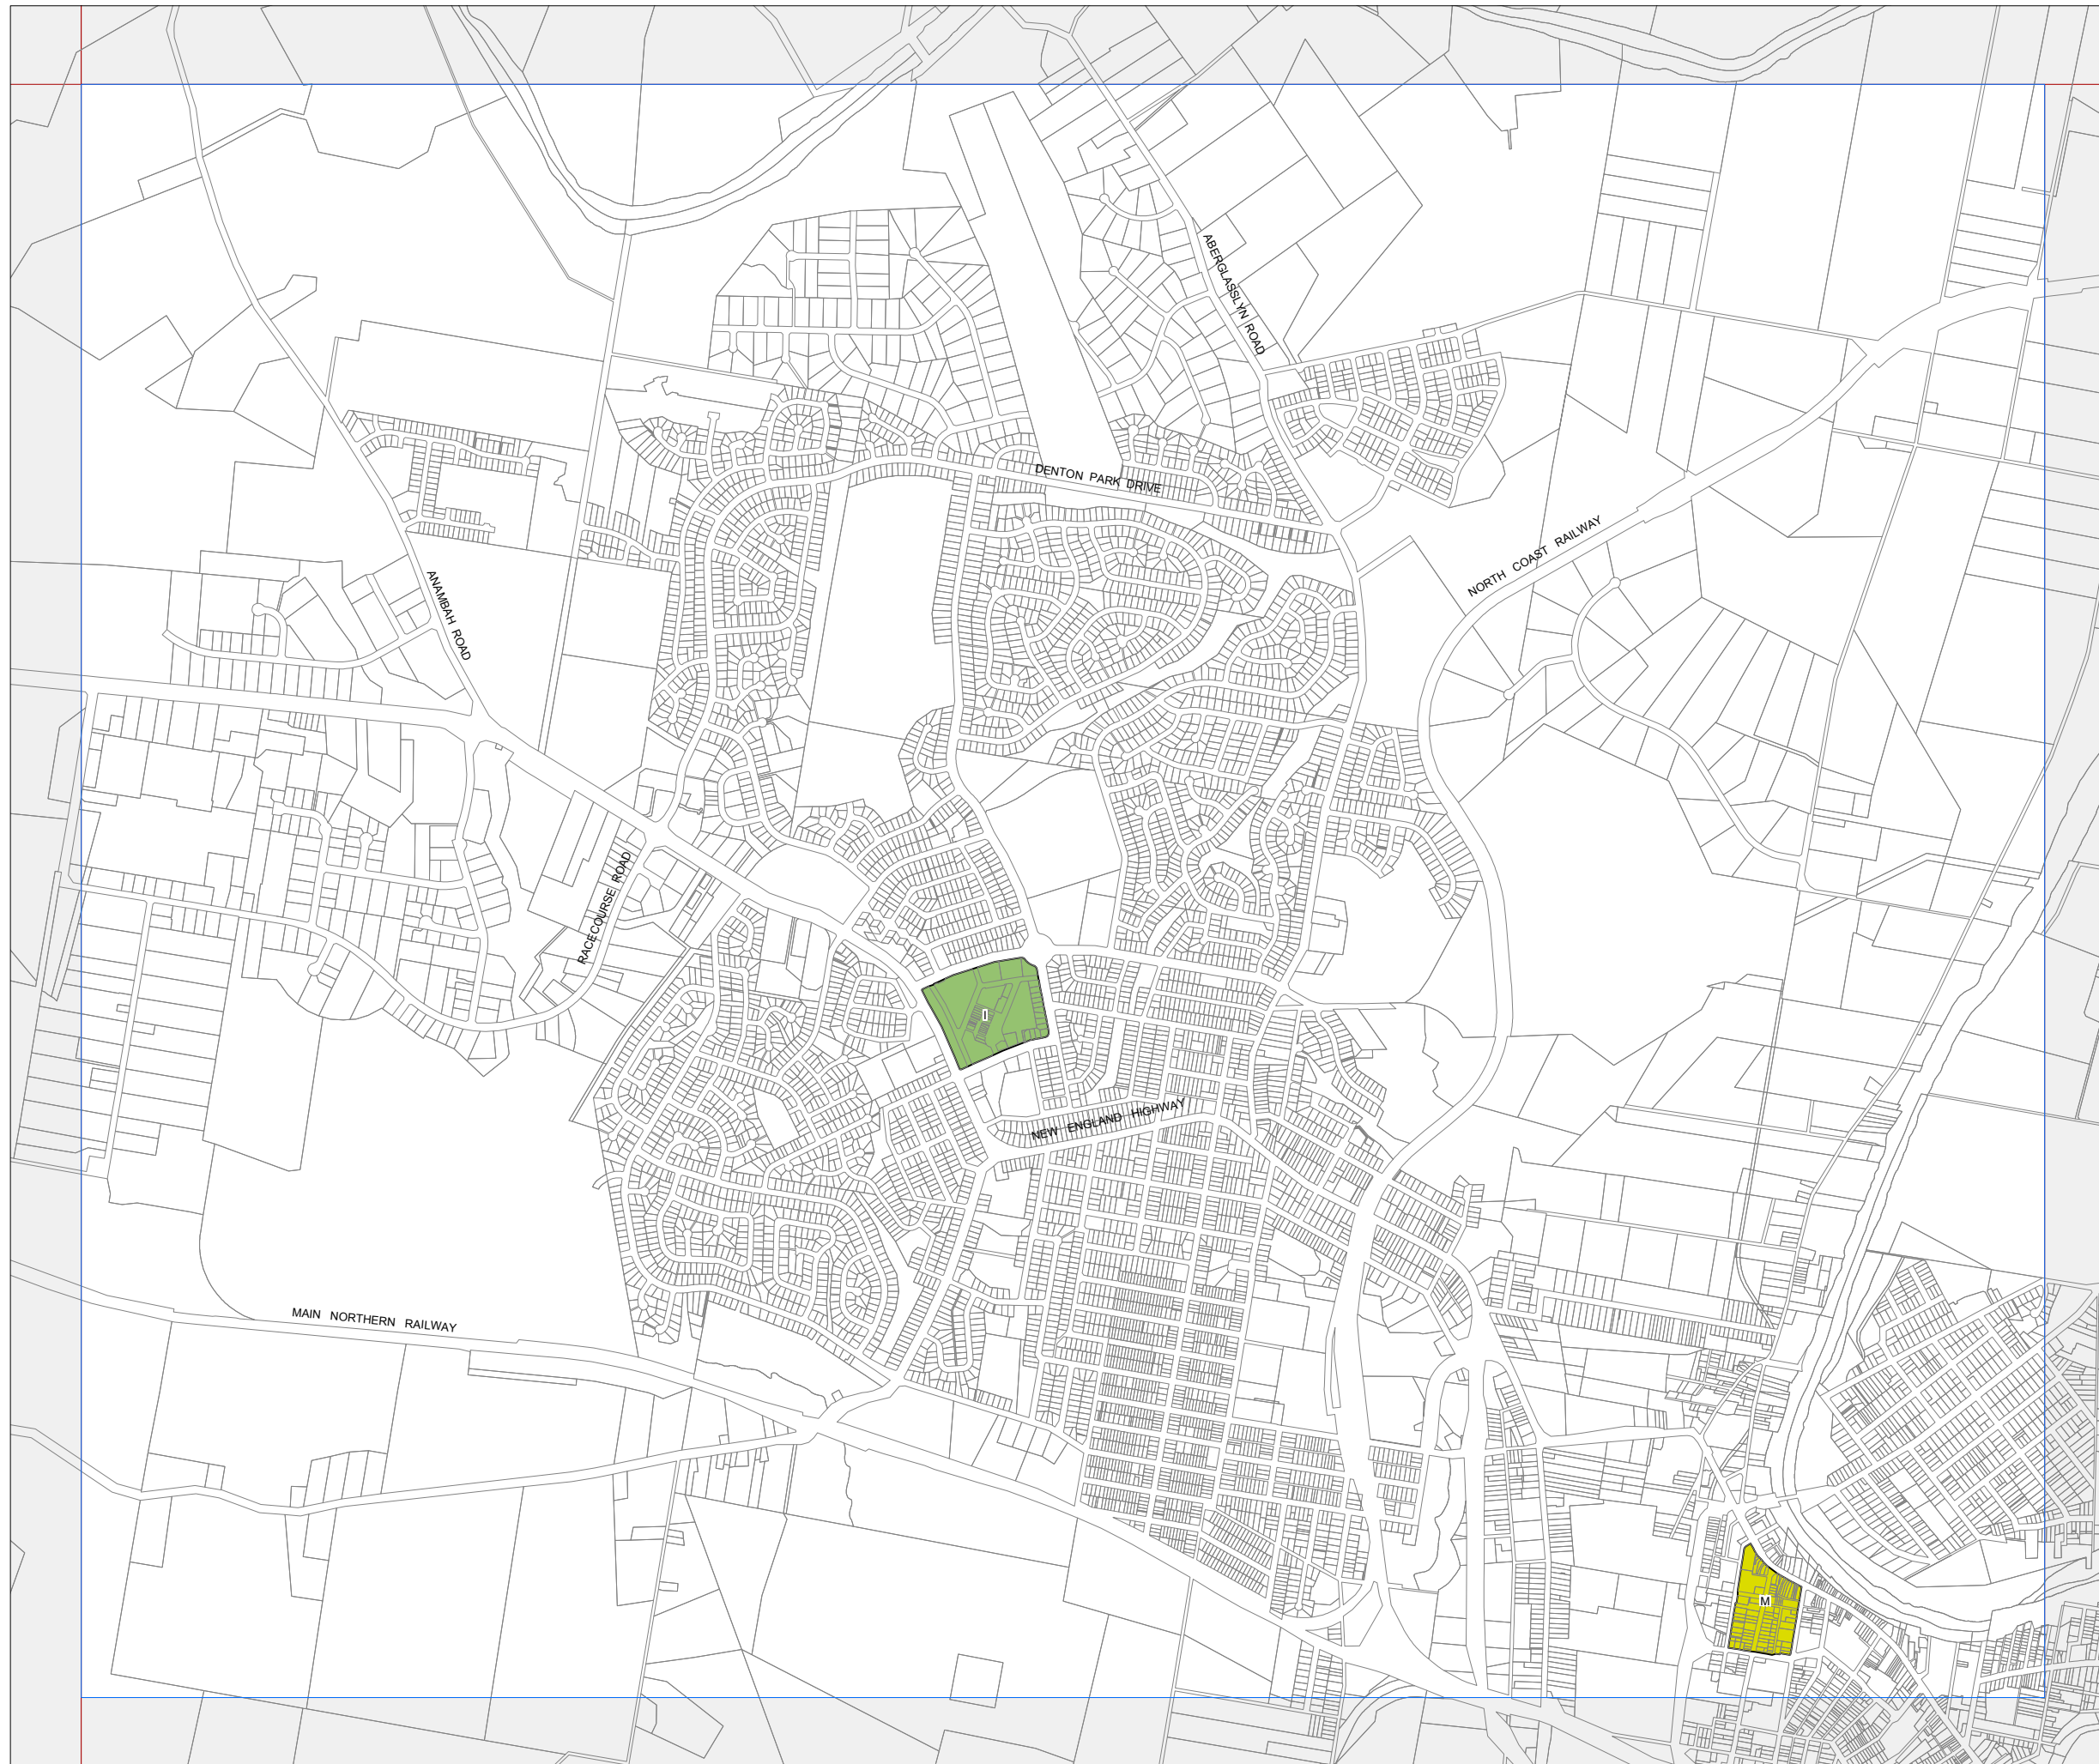 ABERGLASSLYN ROAD
DENTON PARK DRIVE
NORTH COAST RAILWAY
ANAMBAH ROAD
RACECOURSE ROAD
I
NEW ENGLAND HIGHWAY
MAIN NORTHERN RAILWAY
M